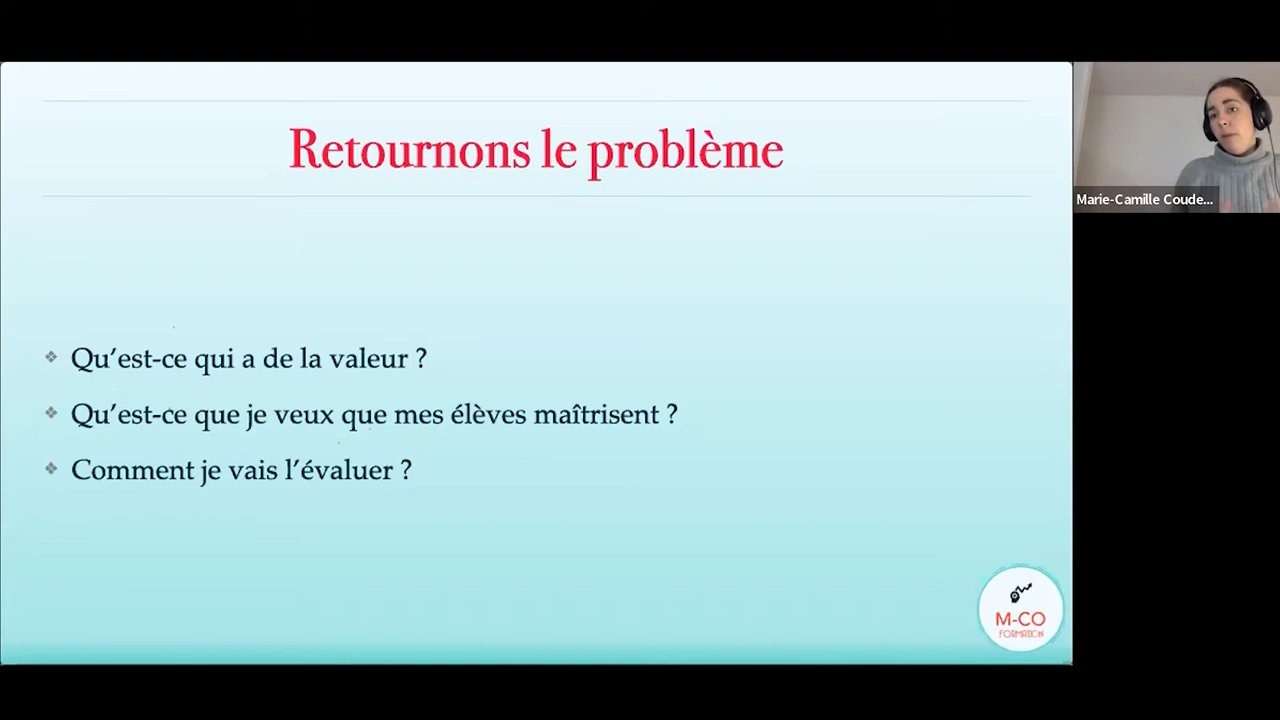 Retournons le problème
Marie-Camille Coude...
Qu’est-ce qui a de la valeur ?
Qu’est-ce que je veux que mes élèves maîtrisent ?
Comment je vais l’évaluer ?
M-CO
FORMATION